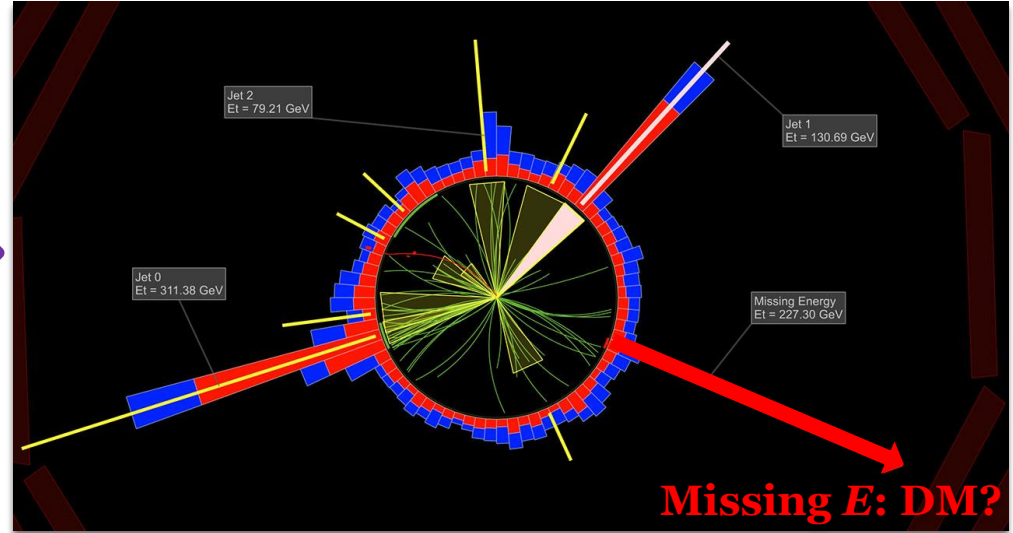 Jet 2
Et = 79.21 GeV
Jet 1
Et = 130.69 GeV
Jet 0
Et = 311.38 GeV
Missing Energy
Et = 227.30 GeV
Missing E: DM?